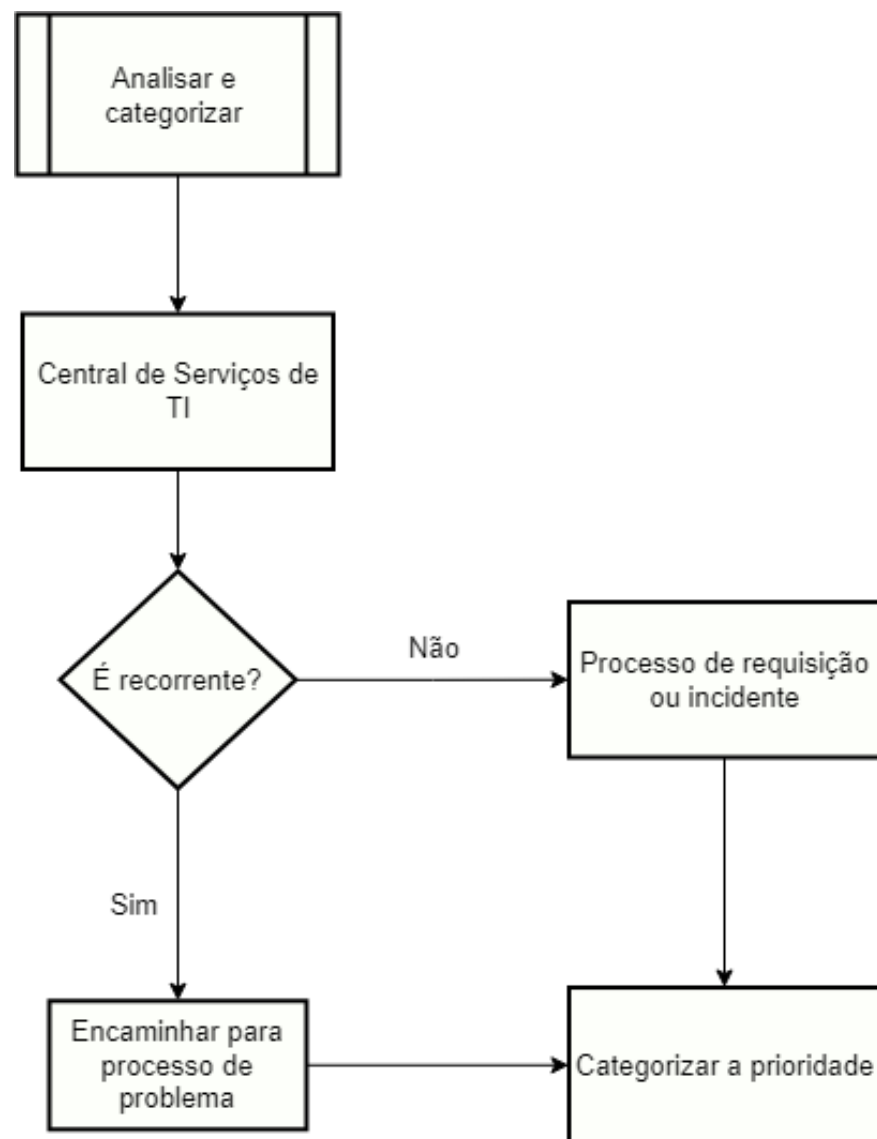 Analisar e
categorizar
Central de Serviços de
TI
É recorrente?
Não
Processo de requisição
ou incidente
Sim
Encaminhar para
processo de
problema
Categorizar a prioridade